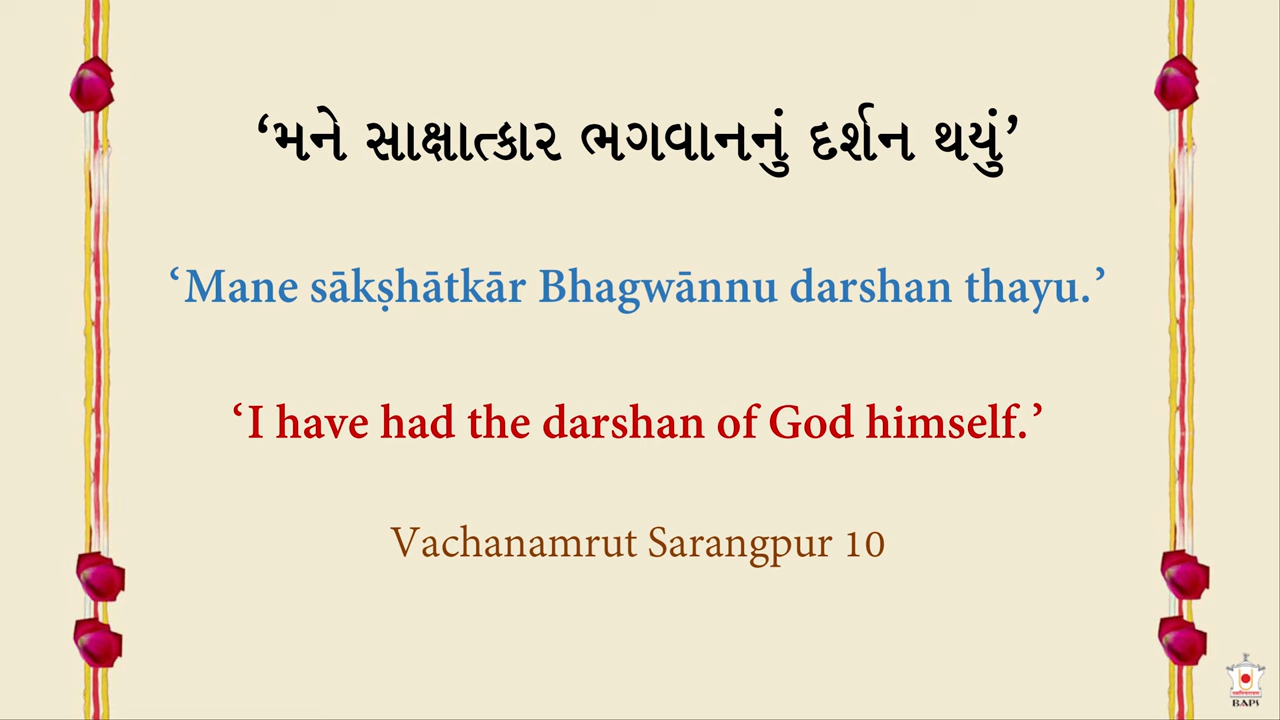 ‘મને સાક્ષાત્કાર ભગવાનનું દર્શન થયું’
‘Mane sākṣhātkār Bhagwānnu darshan thayu.’
‘I have had the darshan of God himself.’
Vachanamrut Sarangpur 10
BAPS